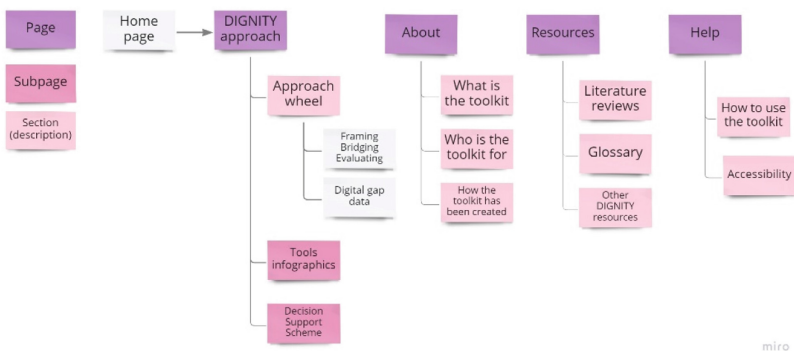 Page
Subpage
Section
(description)
Home
page
DIGNITY
approach
Approach
wheel
Framing
Bridging
Evaluating
Digital gap
data
Tools
infographics
Decision
Support
Scheme
About
What is
the toolkit
Who is the
toolkit for
How the
toolkit has
been created
Resources
Literature
reviews
Glossary
Other
DIGNITY
resources
Help
How to use
the toolkit
Accessibility
miro